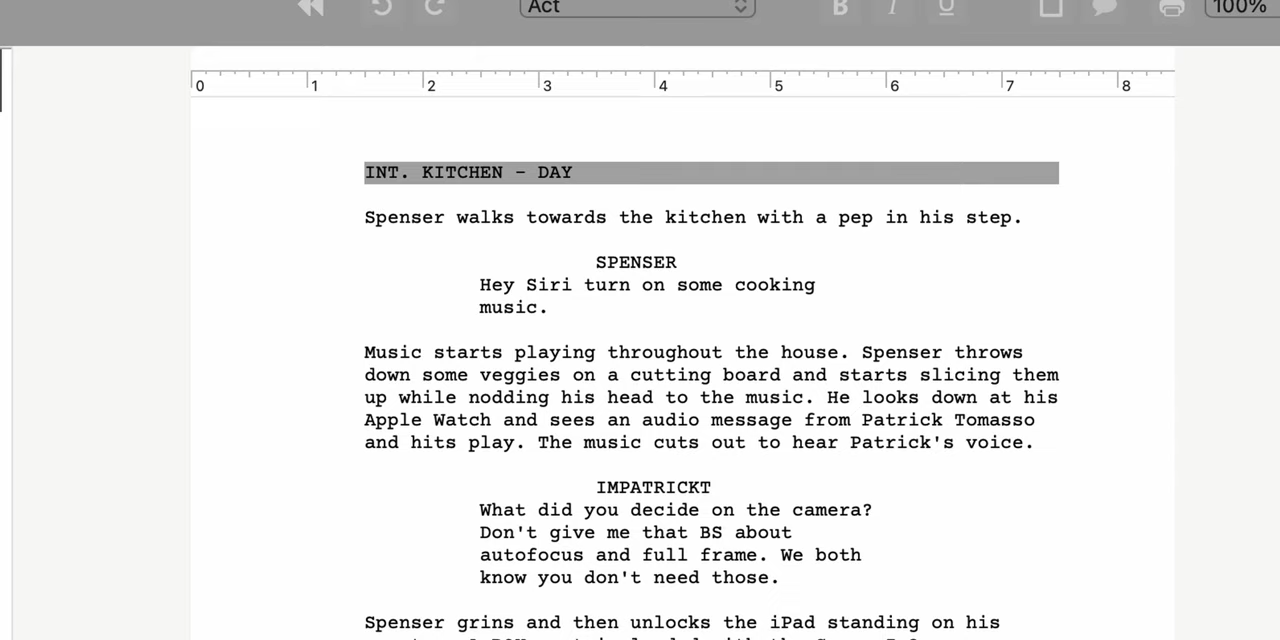 Act
B I U
100%
0 1 2 3 4 5 6 7 8
INT. KITCHEN - DAY
Spenser walks towards the kitchen with a pep in his step.
SPENSER
Hey Siri turn on some cooking
music.
Music starts playing throughout the house. Spenser throws
down some veggies on a cutting board and starts slicing them
up while nodding his head to the music. He looks down at his
Apple Watch and sees an audio message from Patrick Tomasso
and hits play. The music cuts out to hear Patrick's voice.
IMPATRICKT
What did you decide on the camera?
Don't give me that BS about
autofocus and full frame. We both
know you don't need those.
Spenser grins and then unlocks the iPad standing on his